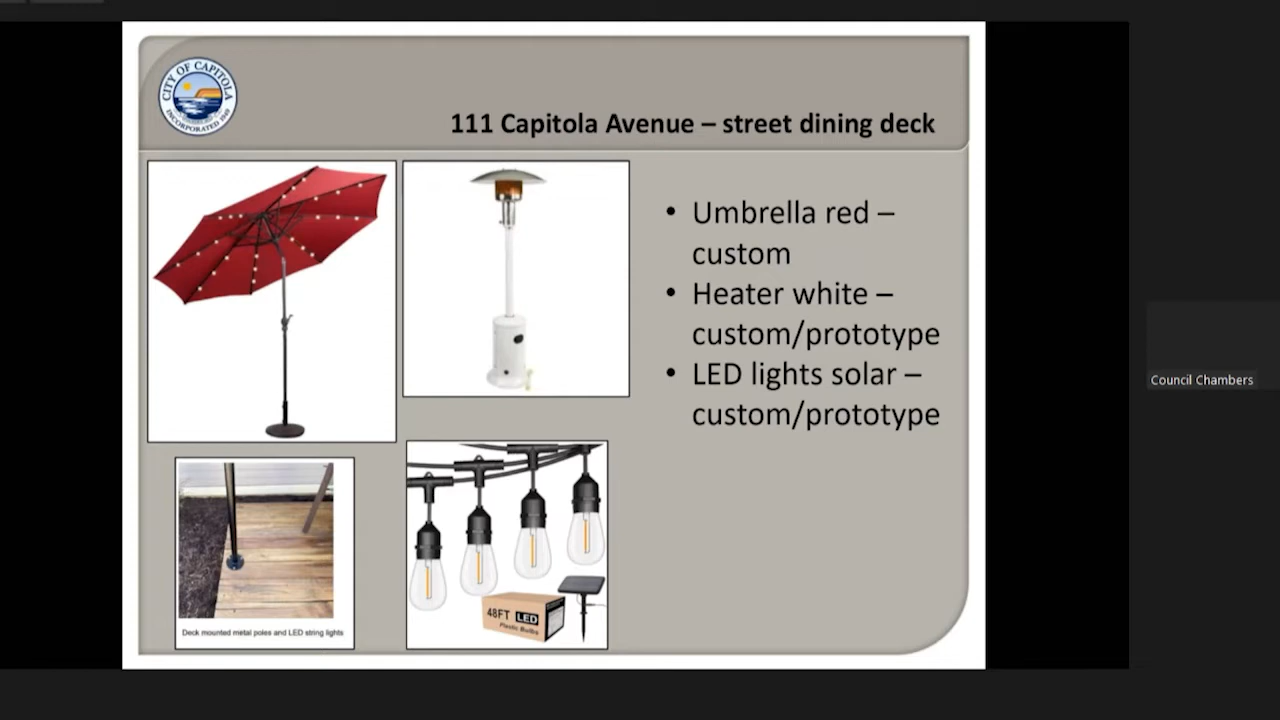 CITY OF CAPITOLA
INCORPORATED 1949
111 Capitola Avenue – street dining deck
• Umbrella red –
custom
• Heater white –
custom/prototype
• LED lights solar –
custom/prototype
Council Chambers
48FT LED
Plastic Bulbs
Deck mounted metal poles and LED string lights